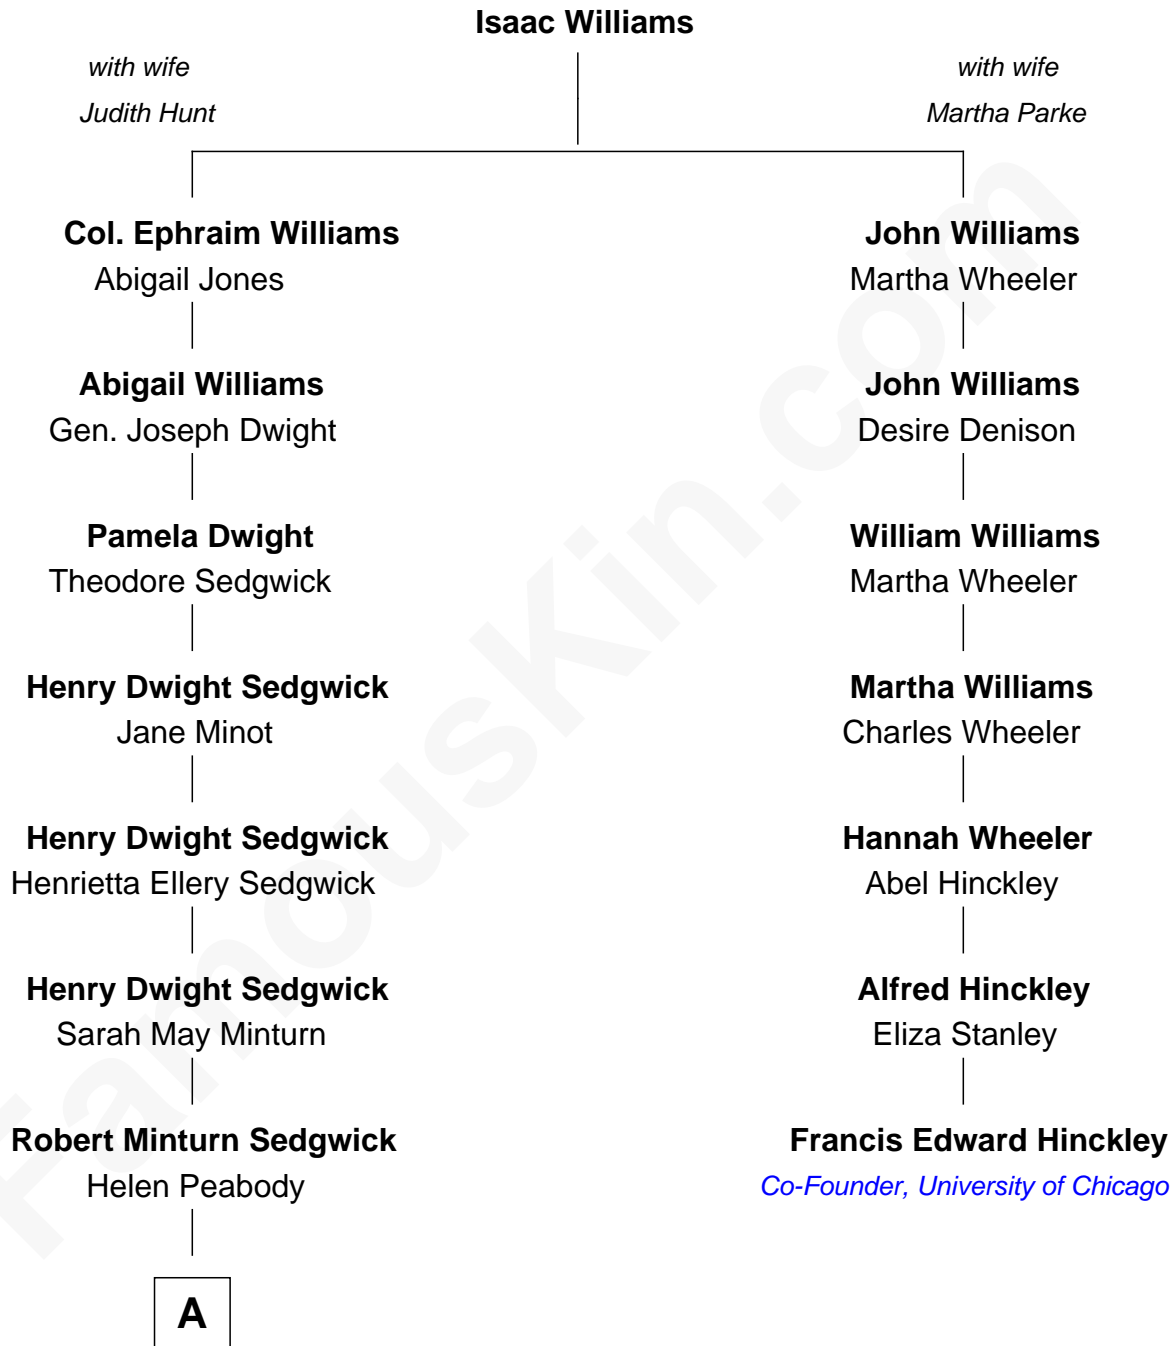 Isaac Williams
with wife
Judith Hunt
with wife
Martha Parke
Col. Ephraim Williams
Abigail Jones
John Williams
Martha Wheeler
Abigail Williams
Gen. Joseph Dwight
John Williams
Desire Denison
Pamela Dwight
Theodore Sedgwick
William Williams
Martha Wheeler
Henry Dwight Sedgwick
Jane Minot
Martha Williams
Charles Wheeler
Henry Dwight Sedgwick
Henrietta Ellery Sedgwick
Hannah Wheeler
Abel Hinckley
Henry Dwight Sedgwick
Sarah May Minturn
Alfred Hinckley
Eliza Stanley
Robert Minturn Sedgwick
Helen Peabody
Francis Edward Hinckley
Co-Founder, University of Chicago
A
FamousKin.com